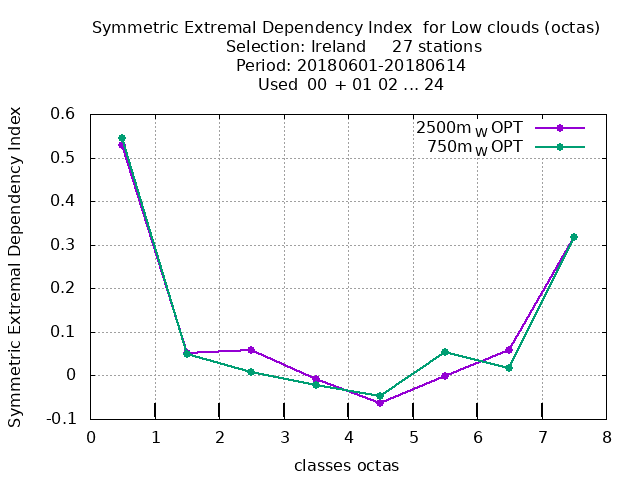 Symmetric Extremal Dependency Index  for Low clouds (octas)
Selection: Ireland     27 stations
Period: 20180601-20180614
Used  00  + 01 02 ... 24
Symmetric Extremal Dependency Index
0.6
0.5
0.4
0.3
0.2
0.1
0
-0.1
2500m W OPT
750m W OPT
0 1 2 3 4 5 6 7 8
classes octas